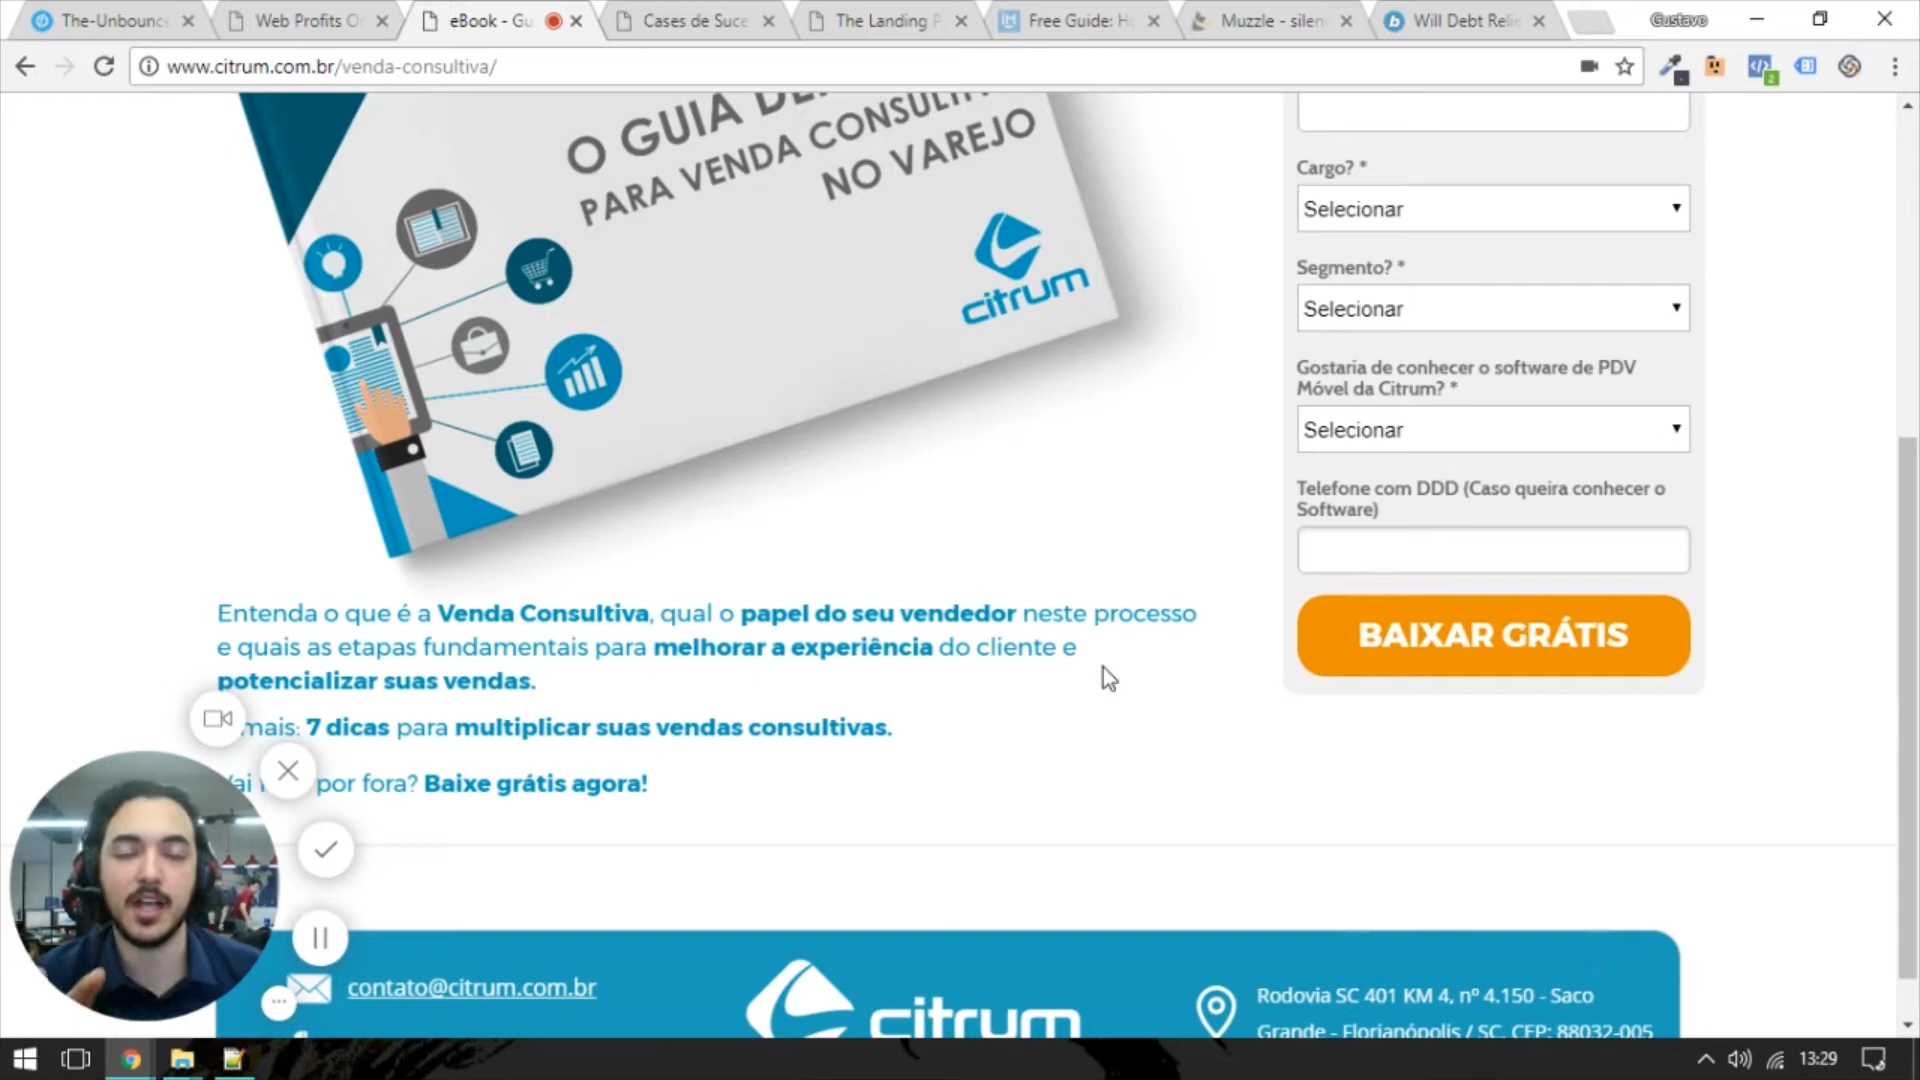 The-Unbounce
Web Profits O
eBook - Gu
Cases de Suce
The Landing P
Free Guide: H
Muzzle - silen
Will Debt Relie
Gustavo
www.citrum.com.br/venda-consultiva/
O GUIA DE
PARA VENDA CONSULTIV
NO VAREJO
citrum
Cargo? *
Selecionar
Segmento? *
Selecionar
Gostaria de conhecer o software de PDV
Móvel da Citrum? *
Selecionar
Telefone com DDD (Caso queira conhecer o
Software)
BAIXAR GRÁTIS
Entenda o que é a Venda Consultiva, qual o papel do seu vendedor neste processo
e quais as etapas fundamentais para melhorar a experiência do cliente e
potencializar suas vendas.
mais: 7 dicas para multiplicar suas vendas consultivas.
por fora? Baixe grátis agora!
contato@citrum.com.br
citrum
Rodovia SC 401 KM 4, nº 4.150 - Saco
Grande - Florianópolis / SC. CEP: 88032-005
13:29